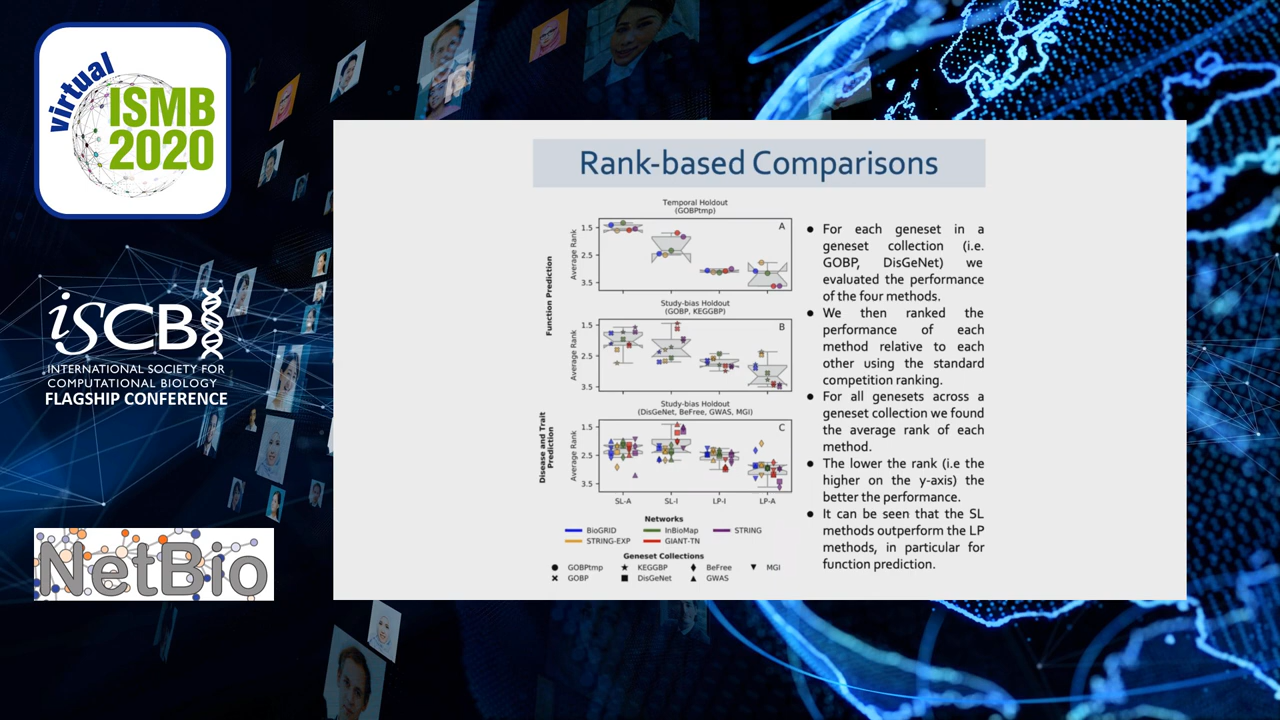 virtual
ISMB
2020
iSCB
INTERNATIONAL SOCIETY FOR
COMPUTATIONAL BIOLOGY
FLAGSHIP CONFERENCE
NetBio
Rank-based Comparisons
Temporal Holdout
(GOBPtmp)
A
1.5
2.5
3.5
Average Rank
Function Prediction
Study-bias Holdout
(GOBP, KEGGBP)
B
1.5
2.5
3.5
Average Rank
Study-bias Holdout
(DisGeNet, BeFree, GWAS, MGI)
C
1.5
2.5
3.5
Average Rank
Disease and Trait
Prediction
SL-A SL-I LP-I LP-A
Networks
BioGRID InBioMap STRING
STRING-EXP GIANT-TN
Geneset Collections
GOBPtmp KEGGBP BeFree MGI
GOBP DisGeNet GWAS
● For each geneset in a
geneset collection (i.e.
GOBP, DisGeNet) we
evaluated the performance
of the four methods.
● We then ranked the
performance of each
method relative to each
other using the standard
competition ranking.
● For all genesets across a
geneset collection we found
the average rank of each
method.
● The lower the rank (i.e the
higher on the y-axis) the
better the performance.
● It can be seen that the SL
methods outperform the LP
methods, in particular for
function prediction.